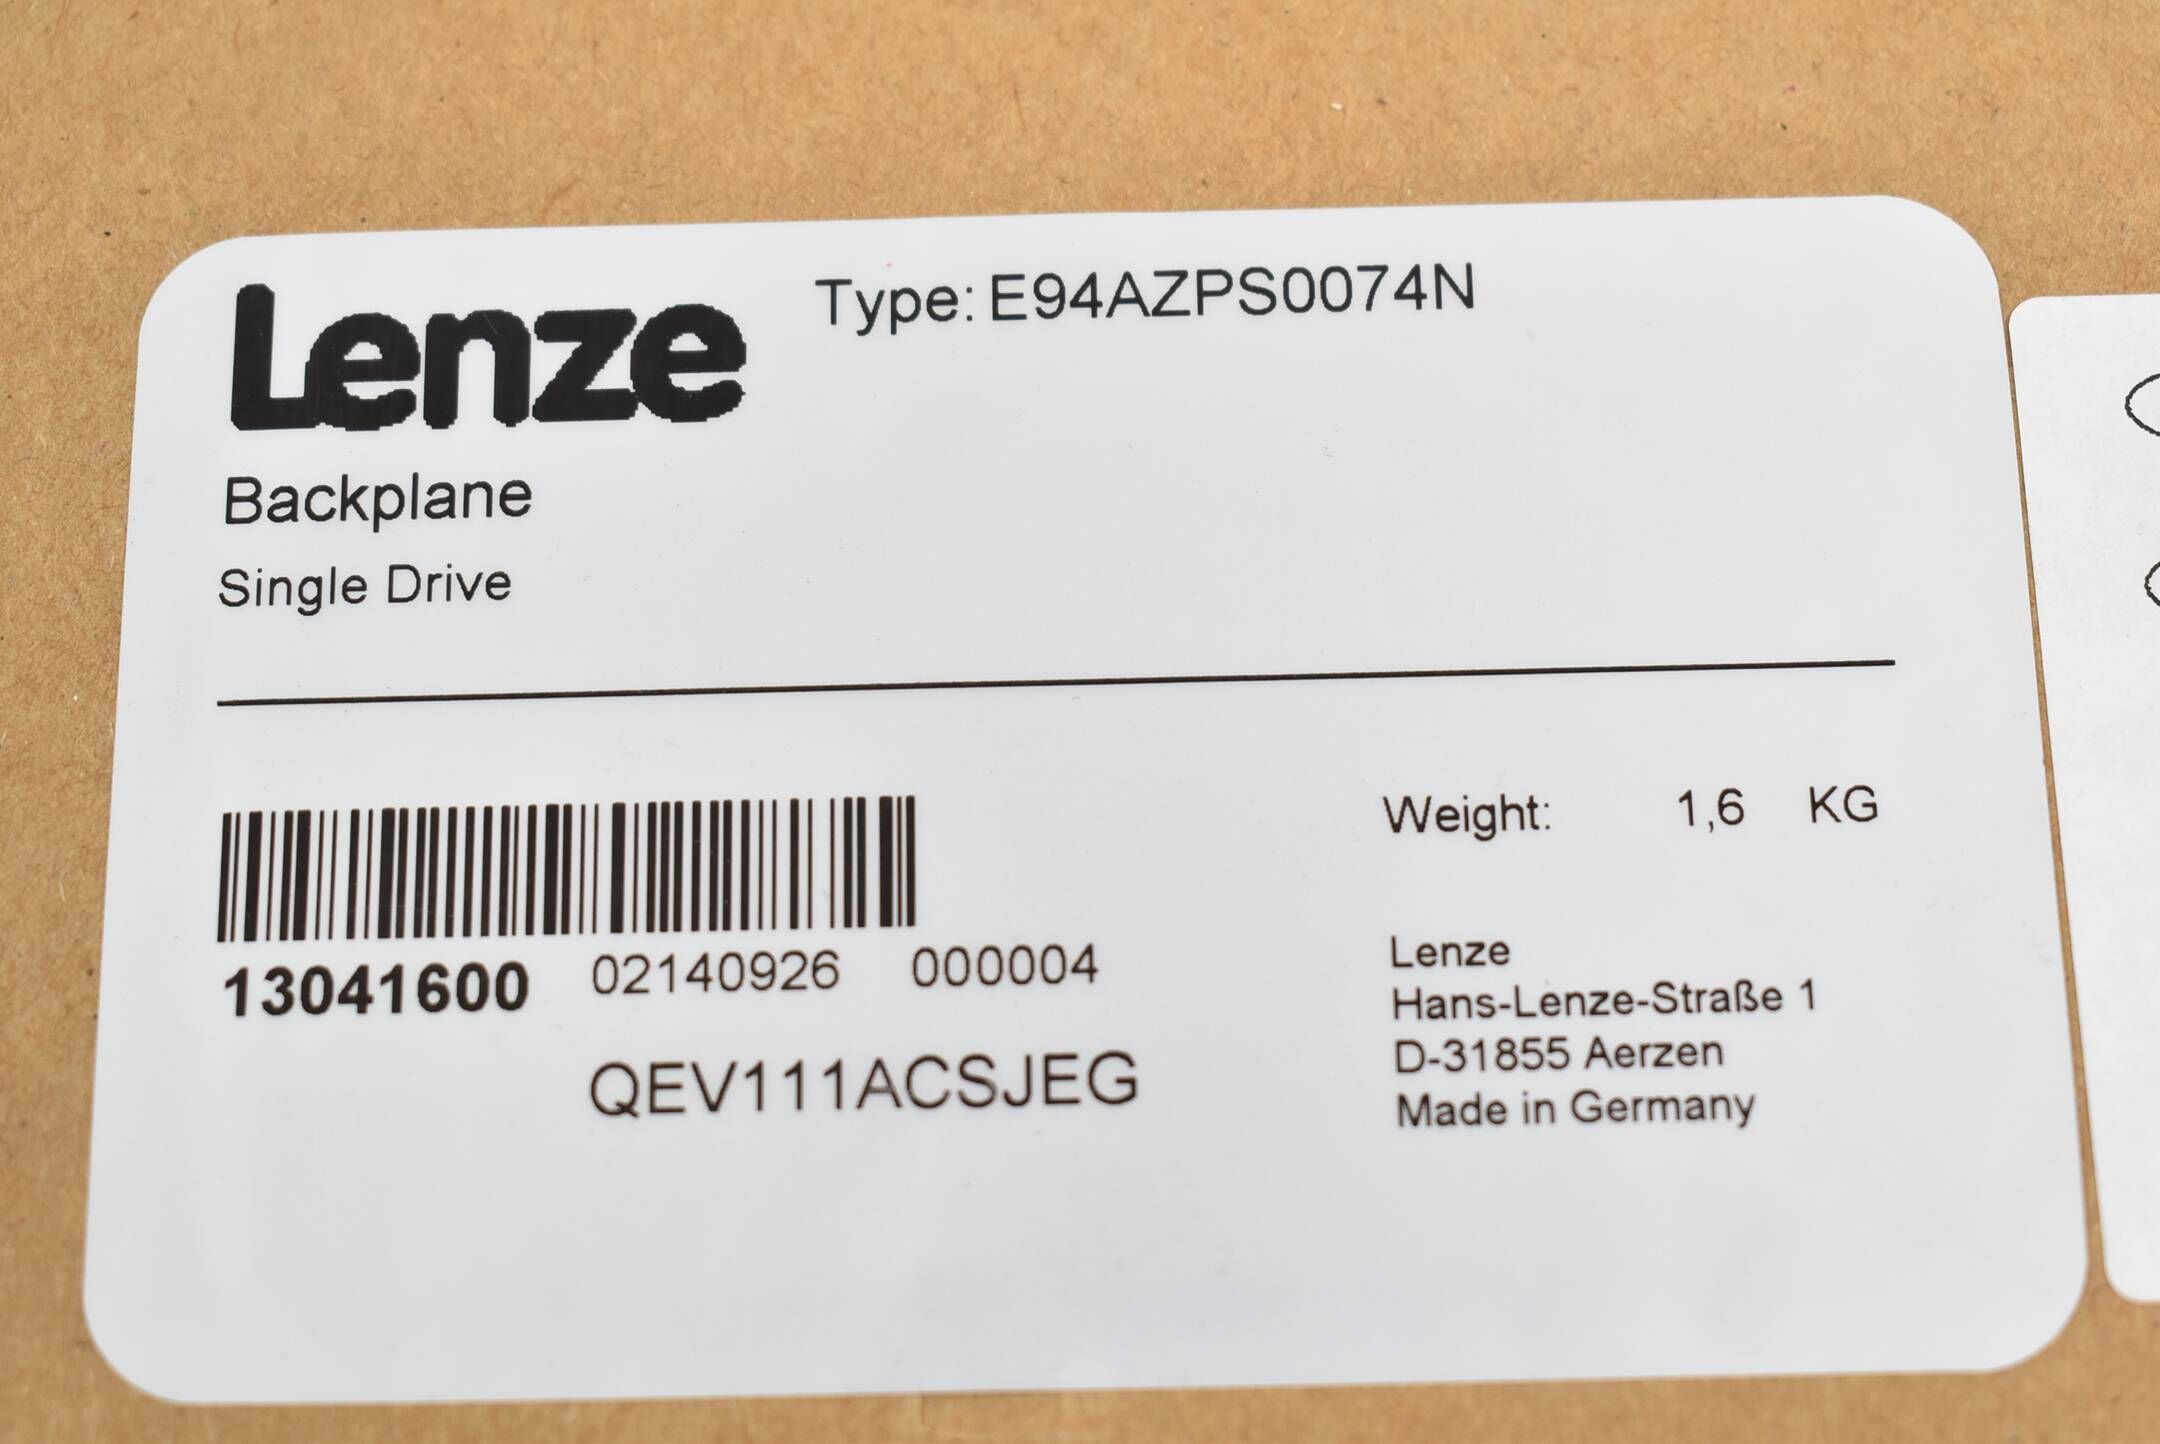 Lenze
Type: E94AZPS0074N
Backplane
Single Drive
Weight: 1,6 KG
13041600 02140926 000004
QEV111ACSJEG
Lenze
Hans-Lenze-Straße 1
D-31855 Aerzen
Made in Germany